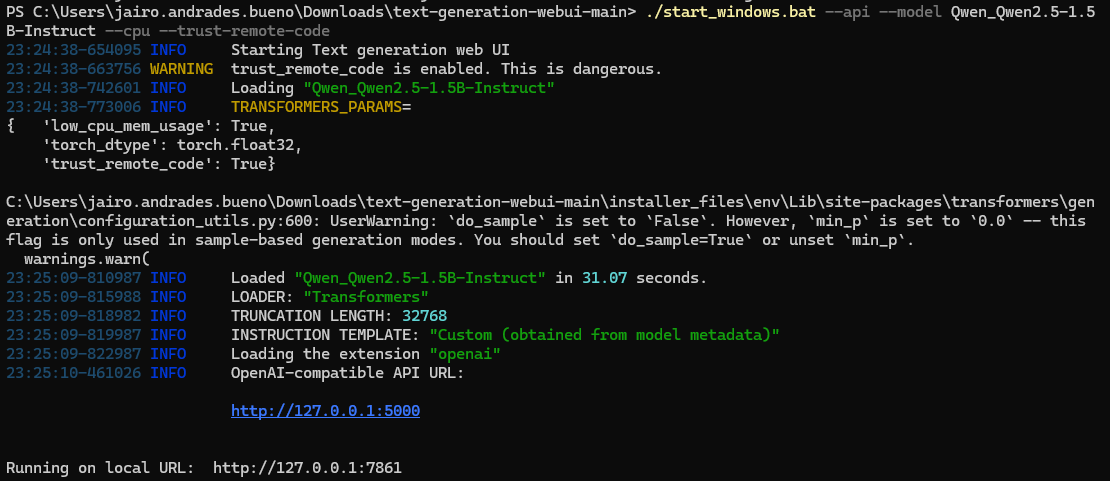 PS C:\Users\jairo.andrades.bueno\Downloads\text-generation-webui-main> ./start_windows.bat --api --model Qwen_Qwen2.5-1.5
B-Instruct --cpu --trust-remote-code
23:24:38-654095 INFO     Starting Text generation web UI
23:24:38-663756 WARNING  trust_remote_code is enabled. This is dangerous.
23:24:38-742601 INFO     Loading "Qwen_Qwen2.5-1.5B-Instruct"
23:24:38-773006 INFO     TRANSFORMERS_PARAMS=
{   'low_cpu_mem_usage': True,
    'torch_dtype': torch.float32,
    'trust_remote_code': True}
C:\Users\jairo.andrades.bueno\Downloads\text-generation-webui-main\installer_files\env\Lib\site-packages\transformers\gen
eration\configuration_utils.py:600: UserWarning: `do_sample` is set to `False`. However, `min_p` is set to `0.0` -- this
flag is only used in sample-based generation modes. You should set `do_sample=True` or unset `min_p`.
  warnings.warn(
23:25:09-810987 INFO     Loaded "Qwen_Qwen2.5-1.5B-Instruct" in 31.07 seconds.
23:25:09-815988 INFO     LOADER: "Transformers"
23:25:09-818982 INFO     TRUNCATION LENGTH: 32768
23:25:09-819987 INFO     INSTRUCTION TEMPLATE: "Custom (obtained from model metadata)"
23:25:09-822987 INFO     Loading the extension "openai"
23:25:10-461026 INFO     OpenAI-compatible API URL:
http://127.0.0.1:5000
Running on local URL:  http://127.0.0.1:7861